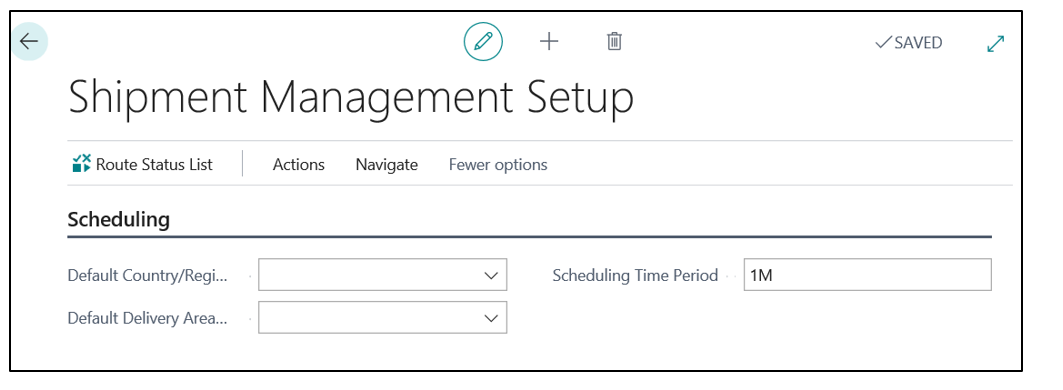 SAVED
Shipment Management Setup
Route Status List Actions Navigate Fewer options
Scheduling
Default Country/Regi... Scheduling Time Period 1M
Default Delivery Area...